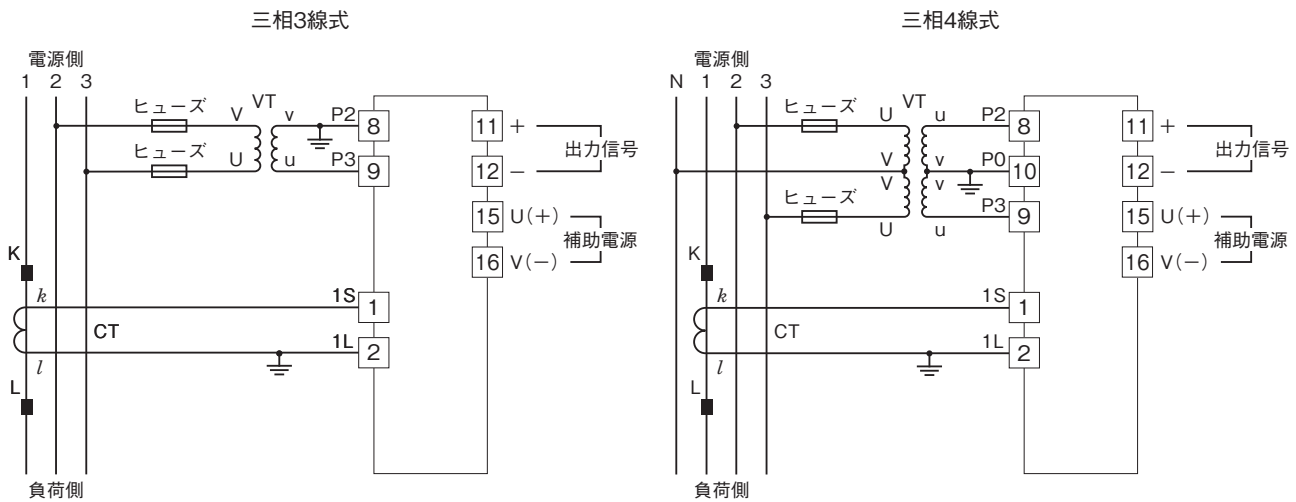 三相3線式
電源側
1 2 3
ヒューズ
V VT v P2 8
ヒューズ
U u P3 9
11 +
出力信号
12 −
15 U(+)
補助電源
16 V(−)
K
k 1S 1
CT
l 1L 2
L
負荷側
三相4線式
電源側
N 1 2 3
ヒューズ
U VT u P2 8
V v P0 10
V v
ヒューズ
P3 9
U u
11 +
出力信号
12 −
15 U(+)
補助電源
16 V(−)
K
k 1S 1
CT
l 1L 2
L
負荷側